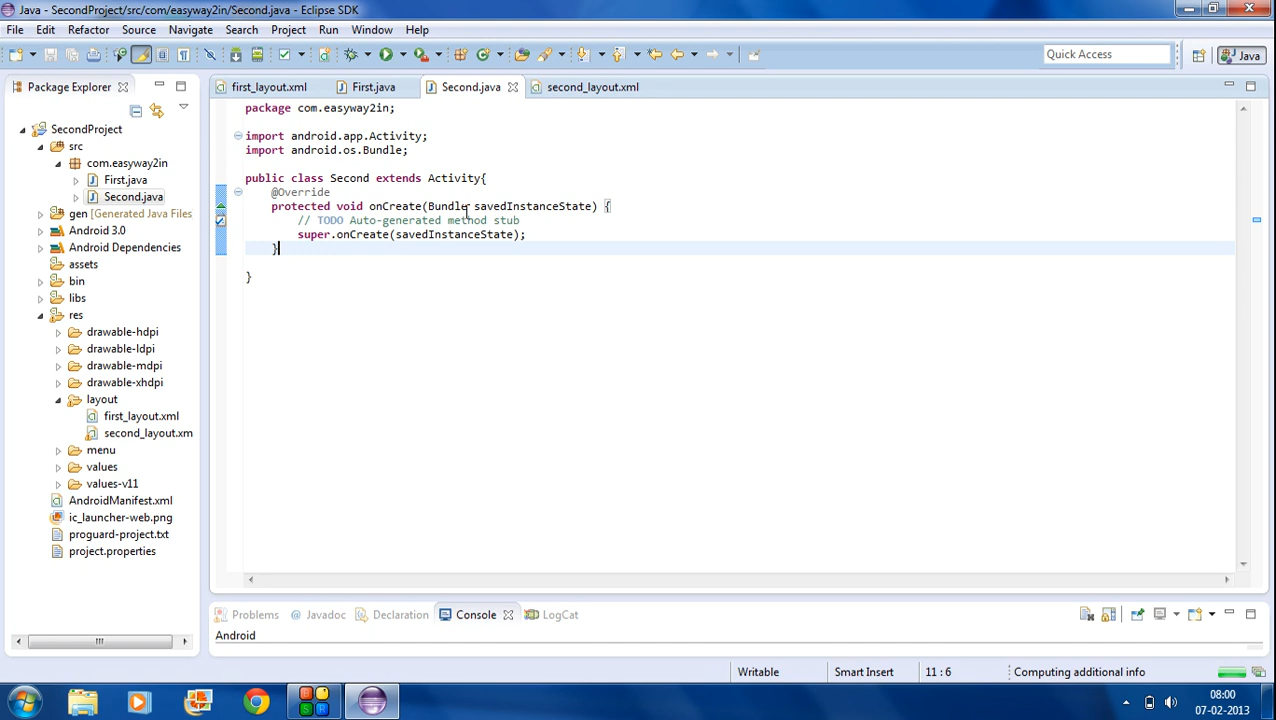 Java - SecondProject/src/com/easyway2in/Second.java - Eclipse SDK
File Edit Refactor Source Navigate Search Project Run Window Help
Quick Access
Java
Package Explorer
first_layout.xml
First.java
Second.java
second_layout.xml
SecondProject
src
com.easyway2in
First.java
Second.java
gen [Generated Java Files
Android 3.0
Android Dependencies
assets
bin
libs
res
drawable-hdpi
drawable-ldpi
drawable-mdpi
drawable-xhdpi
layout
first_layout.xml
second_layout.xm
menu
values
values-v11
AndroidManifest.xml
ic_launcher-web.png
proguard-project.txt
project.properties
package com.easyway2in;
import android.app.Activity;
import android.os.Bundle;
public class Second extends Activity{
@Override
protected void onCreate(Bundle savedInstanceState) {
// TODO Auto-generated method stub
super.onCreate(savedInstanceState);
}
}
Problems
Javadoc
Declaration
Console
LogCat
Android
Writable
Smart Insert
11 : 6
Computing additional info
08:00
07-02-2013